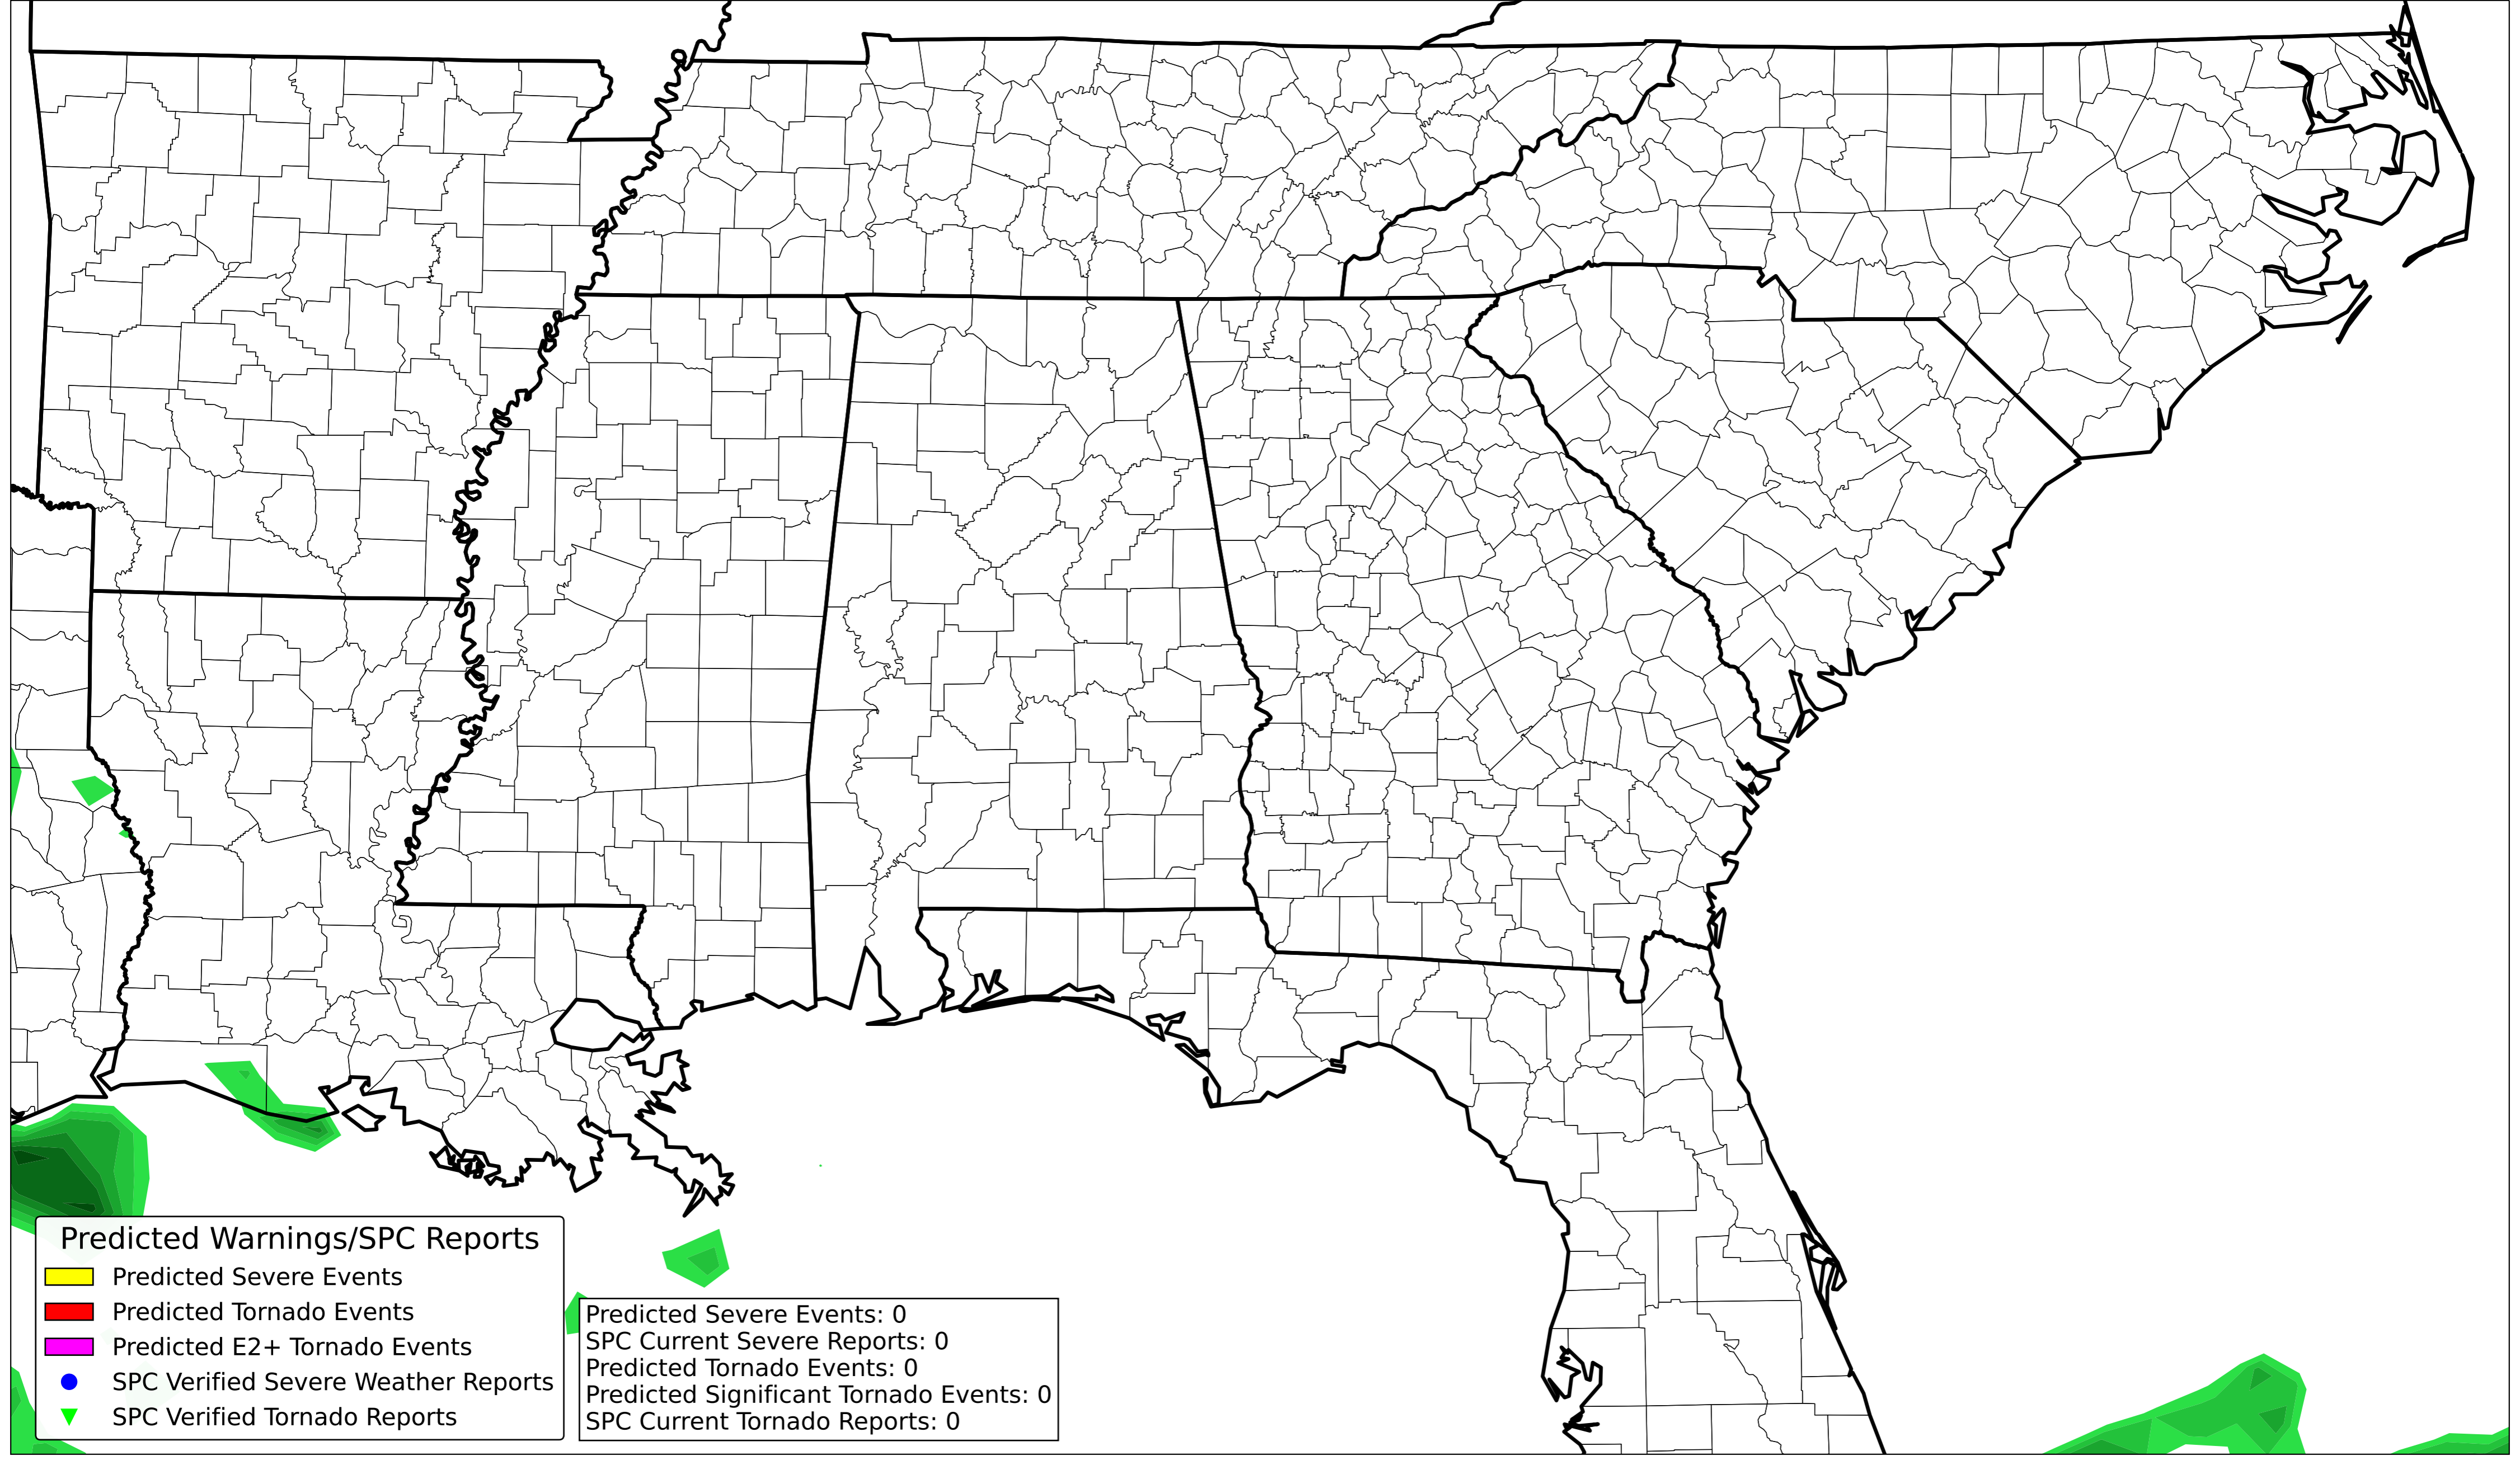 Predicted Warnings/SPC Reports
Predicted Severe Events
Predicted Tornado Events
Predicted E2+ Tornado Events
SPC Verified Severe Weather Reports
SPC Verified Tornado Reports
Predicted Severe Events: 0
SPC Current Severe Reports: 0
Predicted Tornado Events: 0
Predicted Significant Tornado Events: 0
SPC Current Tornado Reports: 0